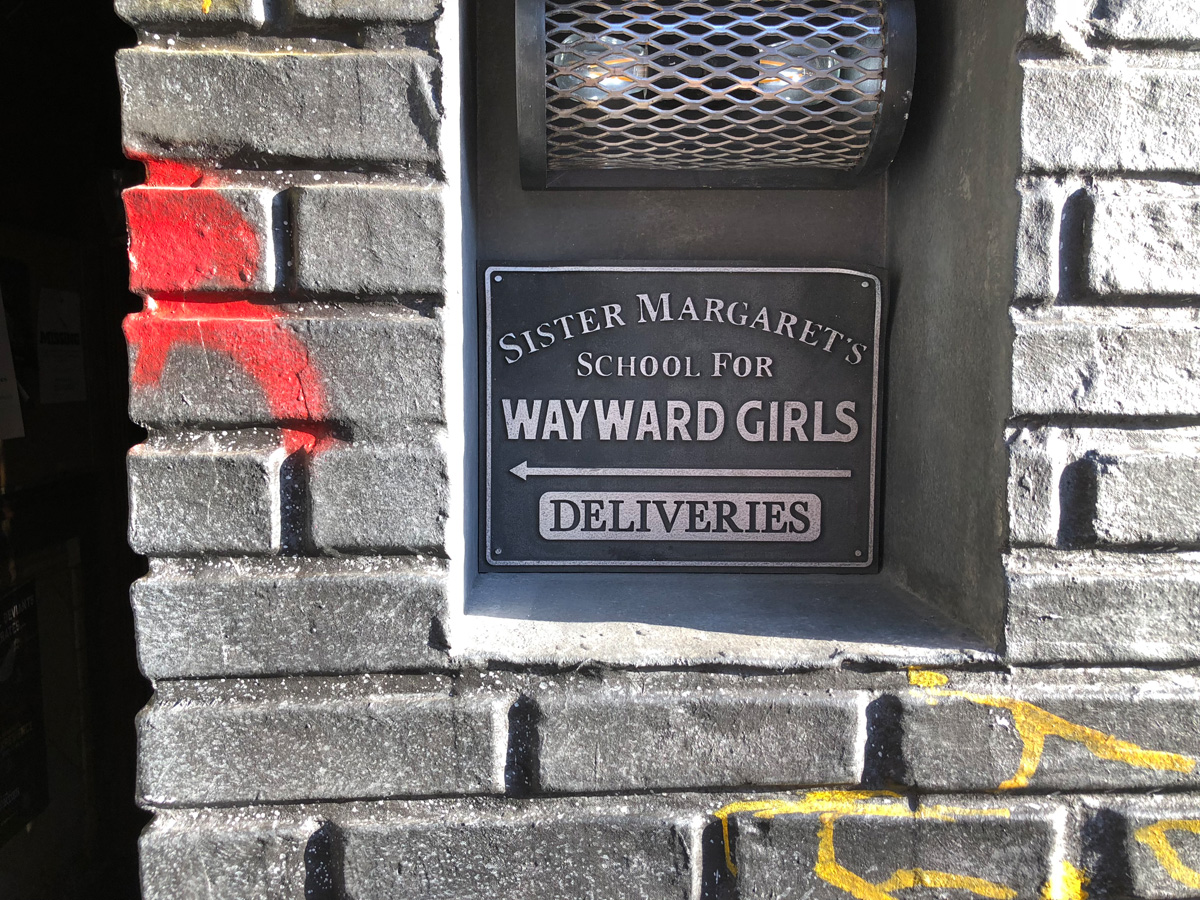 SISTER MARGARET'S
SCHOOL FOR
WAYWARD GIRLS
DELIVERIES